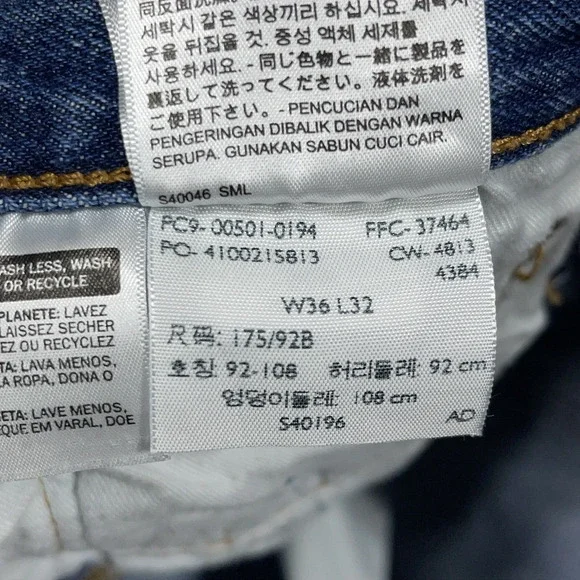 세탁시 같은 색상끼리 하십시오. 세탁시
옷을 뒤집을 것. 중성 액체 세제를
사용하세요. - 同じ色物と一緒に製品を
裏返して洗ってください。液体洗剤を
ご使用下さい。- PENCUCIAN DAN
PENGERINGAN DIBALIK DENGAN WARNA
SERUPA. GUNAKAN SABUN CUCI CAIR.
S40046 SML
PC9- 00501-0194 FFC- 37464
PO- 4100215813 CW- 4813
4384
W36 L32
尺码: 175/92B
호칭 92-108 허리둘레: 92 cm
엉덩이둘레: 108 cm
S40196 AD
ASH LESS, WASH
OR RECYCLE
PLANETE: LAVEZ
LAISSEZ SECHER
EZ OU RECYCLEZ
ETA: LAVA MENOS,
LA ROPA, DONA O
ETA: LAVE MENOS,
QUE EM VARAL, DOE